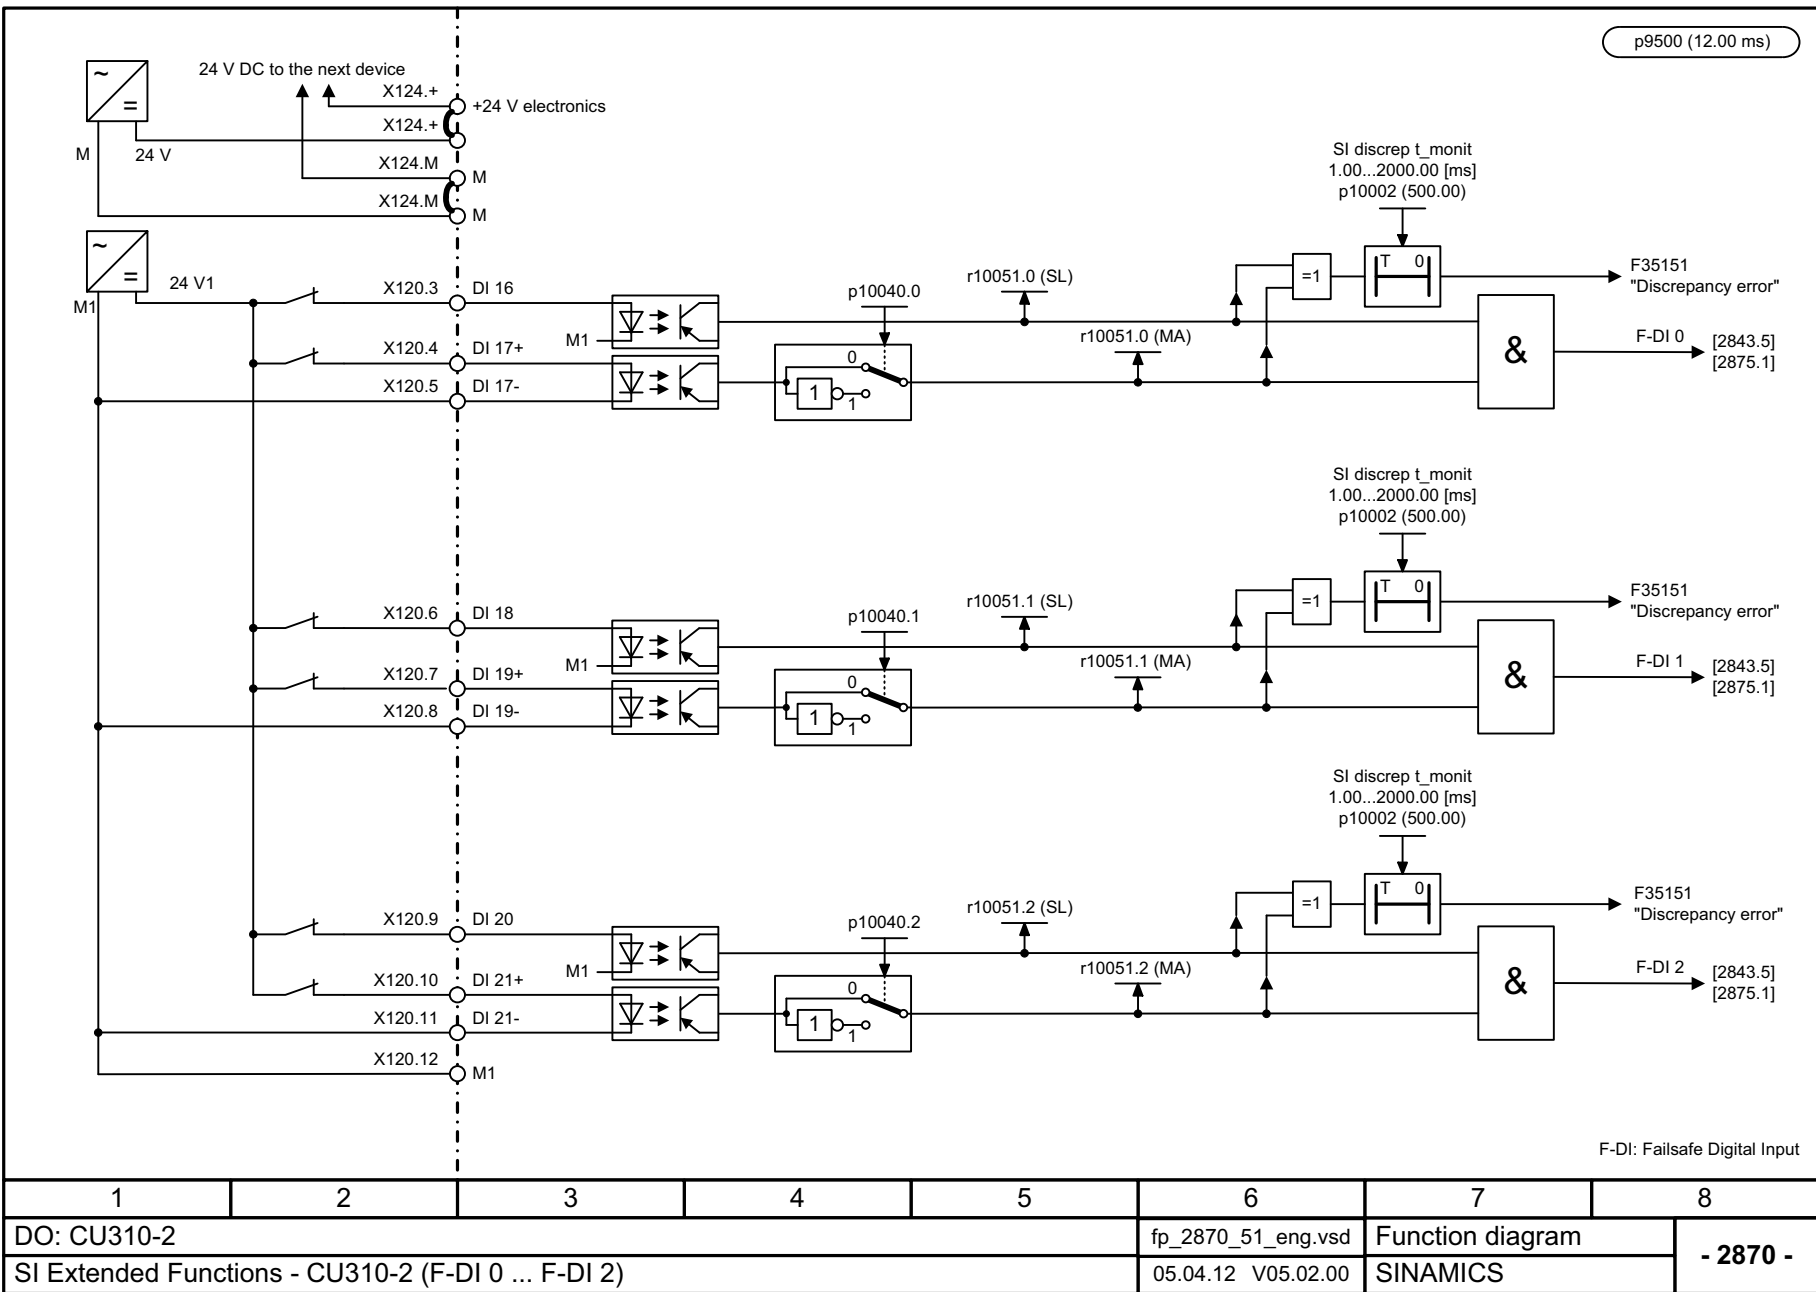 p9500 (12.00 ms)
~
=
24 V DC to the next device
X124.+
+24 V electronics
X124.+
M
24 V
X124.M
M
X124.M
M
~
=
M1
24 V1
SI discrep t_monit
1.00...2000.00 [ms]
p10002 (500.00)
X120.3
DI 16
M1
p10040.0
r10051.0 (SL)
=1
T 0
F35151
"Discrepancy error"
X120.4
DI 17+
0
1
1
r10051.0 (MA)
&
F-DI 0
[2843.5]
[2875.1]
X120.5
DI 17-
SI discrep t_monit
1.00...2000.00 [ms]
p10002 (500.00)
X120.6
DI 18
M1
p10040.1
r10051.1 (SL)
=1
T 0
F35151
"Discrepancy error"
X120.7
DI 19+
0
1
1
r10051.1 (MA)
&
F-DI 1
[2843.5]
[2875.1]
X120.8
DI 19-
SI discrep t_monit
1.00...2000.00 [ms]
p10002 (500.00)
X120.9
DI 20
M1
p10040.2
r10051.2 (SL)
=1
T 0
F35151
"Discrepancy error"
X120.10
DI 21+
0
1
1
r10051.2 (MA)
&
F-DI 2
[2843.5]
[2875.1]
X120.11
DI 21-
X120.12
M1
F-DI: Failsafe Digital Input
1 2 3 4 5 6 7 8
DO: CU310-2
fp_2870_51_eng.vsd
Function diagram
- 2870 -
SI Extended Functions - CU310-2 (F-DI 0 ... F-DI 2)
05.04.12 V05.02.00
SINAMICS